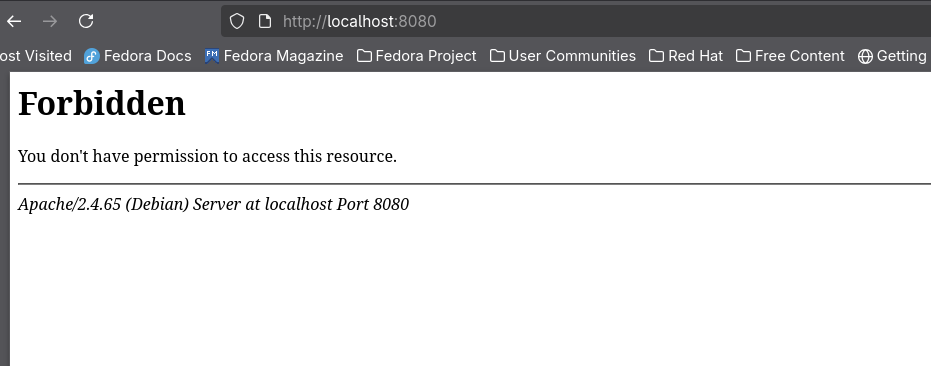 http://localhost:8080
ost Visited Fedora Docs FM Fedora Magazine Fedora Project User Communities Red Hat Free Content Getting
Forbidden
You don't have permission to access this resource.
Apache/2.4.65 (Debian) Server at localhost Port 8080